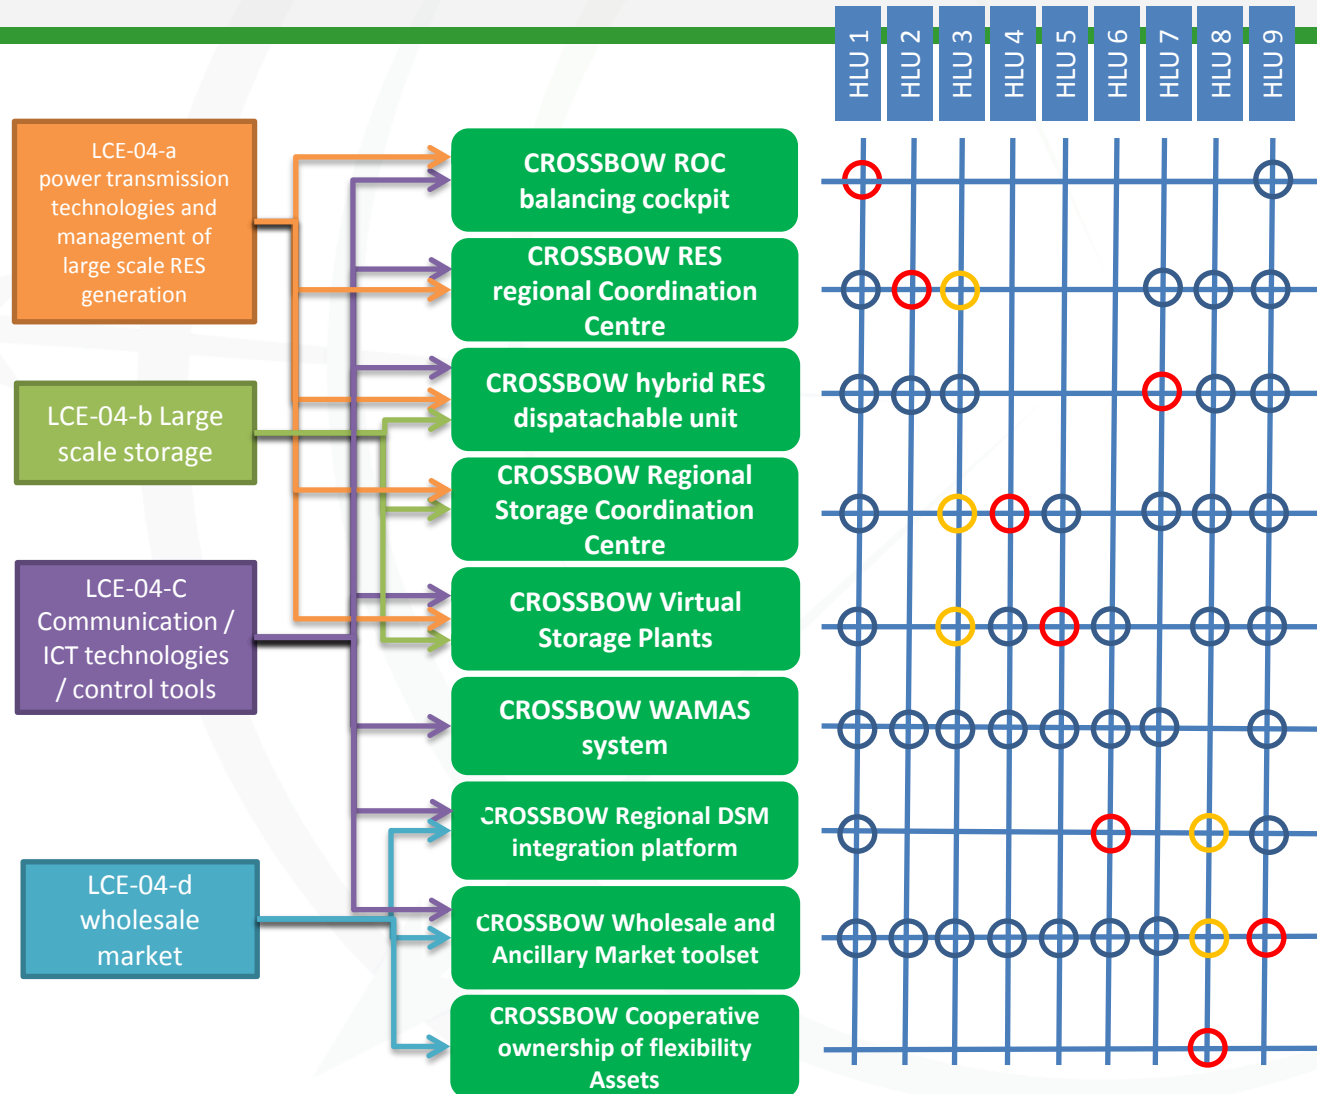 HLU 1
HLU 2
HLU 3
HLU 4
HLU 5
HLU 6
HLU 7
HLU 8
HLU 9
LCE-04-a
power transmission
technologies and
management of
large scale RES
generation
LCE-04-b Large
scale storage
LCE-04-C
Communication /
ICT technologies
/ control tools
LCE-04-d
wholesale
market
CROSSBOW ROC
balancing cockpit
CROSSBOW RES
regional Coordination
Centre
CROSSBOW hybrid RES
dispatachable unit
CROSSBOW Regional
Storage Coordination
Centre
CROSSBOW Virtual
Storage Plants
CROSSBOW WAMAS
system
CROSSBOW Regional DSM
integration platform
CROSSBOW Wholesale and
Ancillary Market toolset
CROSSBOW Cooperative
ownership of flexibility
Assets